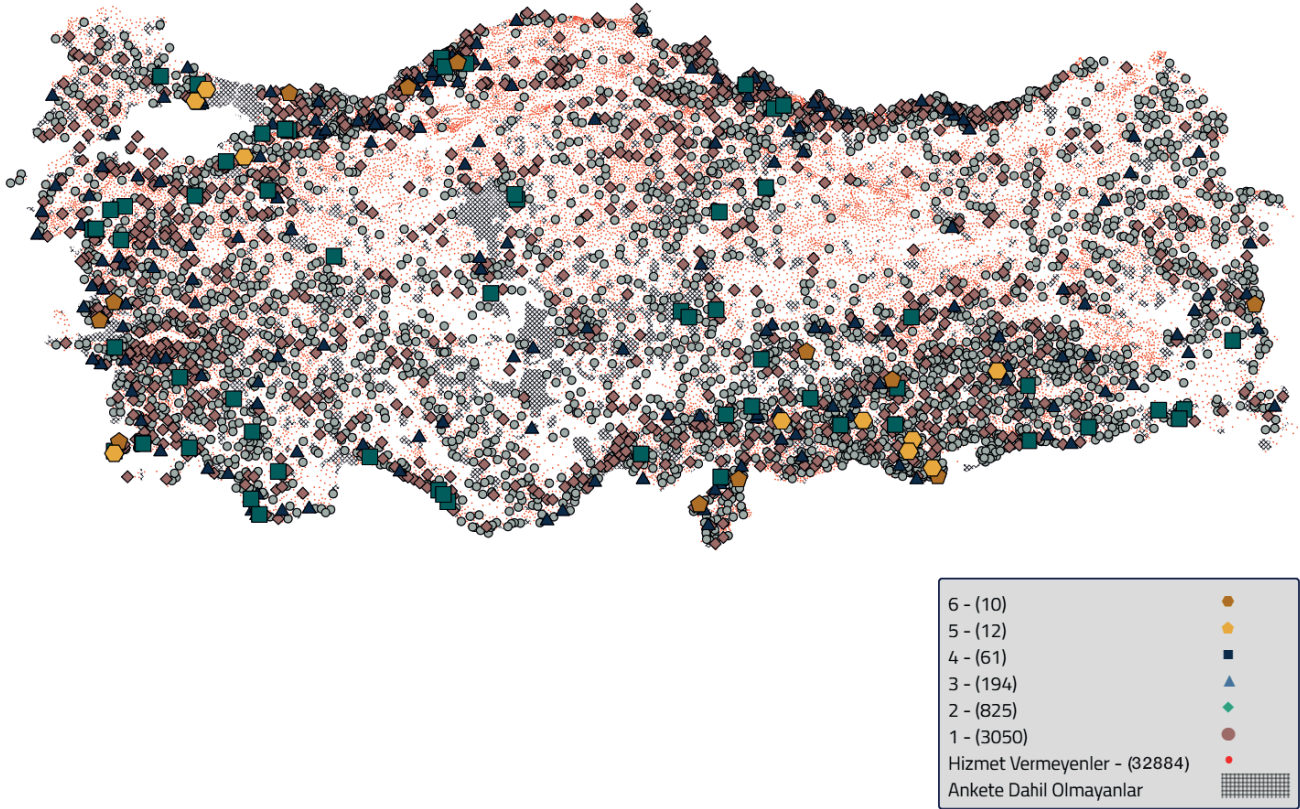 6 - (10)
5 - (12)
4 - (61)
3 - (194)
2 - (825)
1 - (3050)
Hizmet Vermeyenler - (32884)
Ankete Dahil Olmayanlar